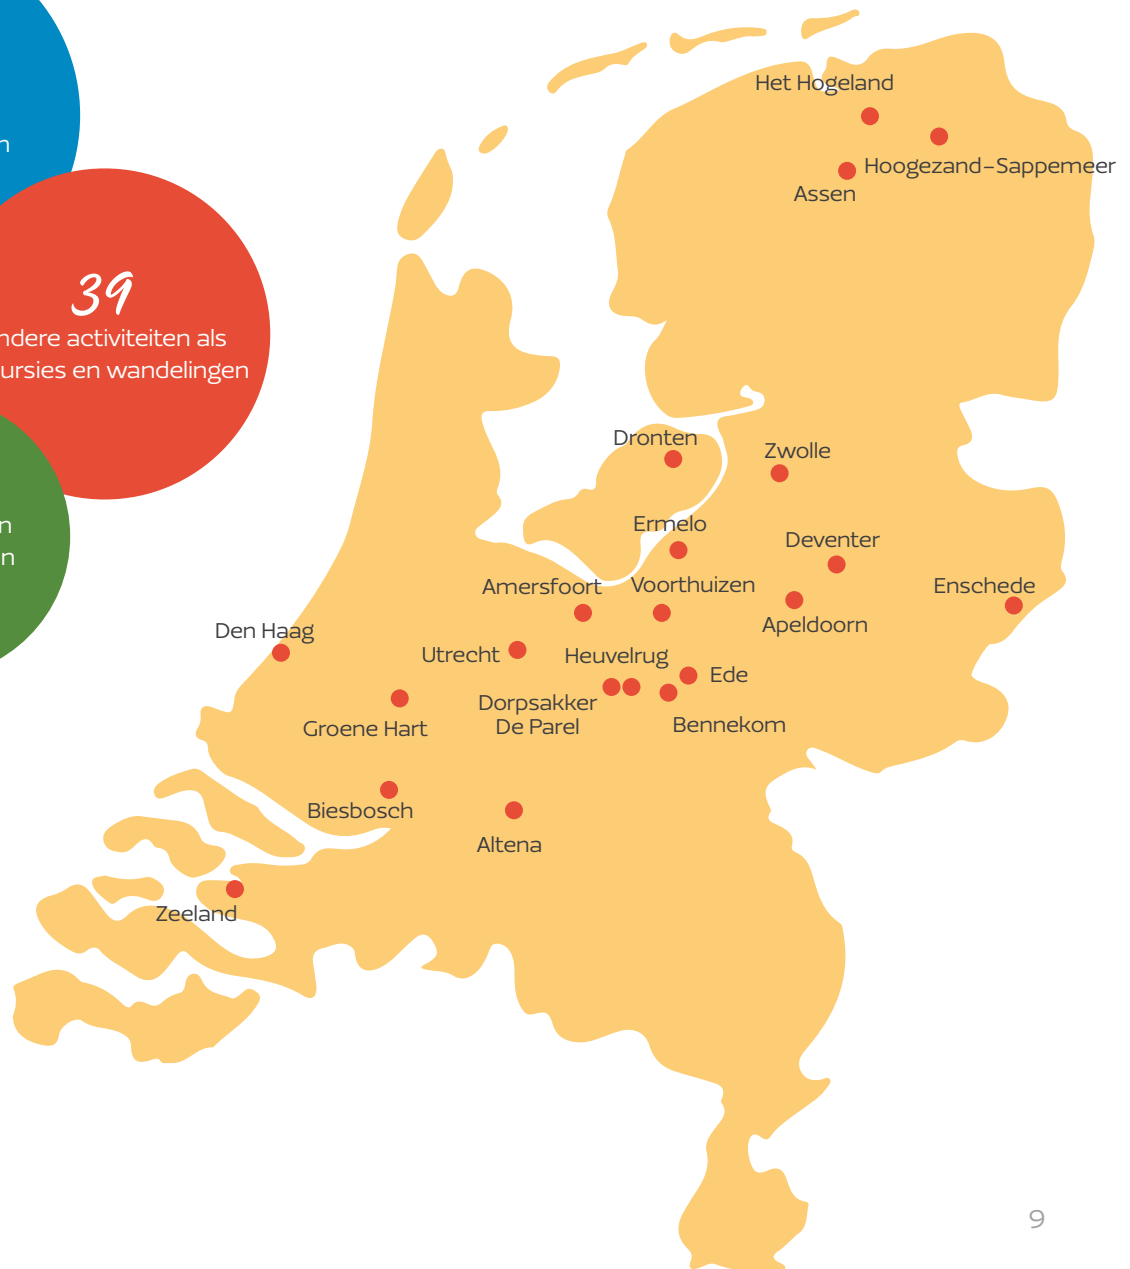 39
andere activiteiten als
ursies en wandelingen
Het Hogeland
Hoogezand-Sappemeer
Assen
Dronten
Zwolle
Ermelo
Deventer
Amersfoort
Voorthuizen
Enschede
Apeldoorn
Den Haag
Utrecht
Heuvelrug
Ede
Dorpsakker
De Parel
Bennekom
Groene Hart
Biesbosch
Altena
Zeeland
9